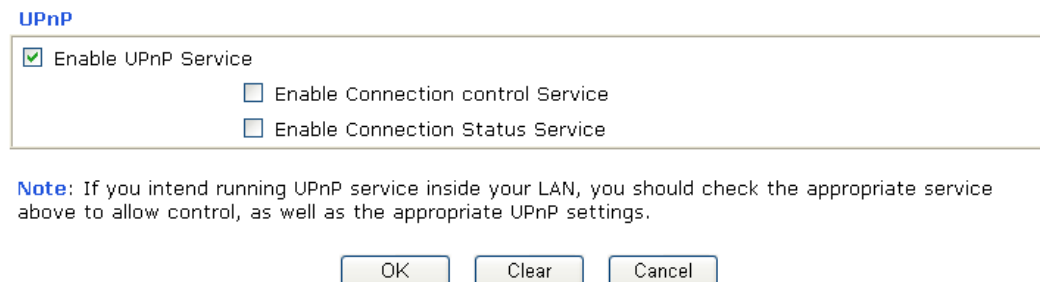 UPnP
Enable UPnP Service
Enable Connection control Service
Enable Connection Status Service
Note: If you intend running UPnP service inside your LAN, you should check the appropriate service
above to allow control, as well as the appropriate UPnP settings.
OK Clear Cancel